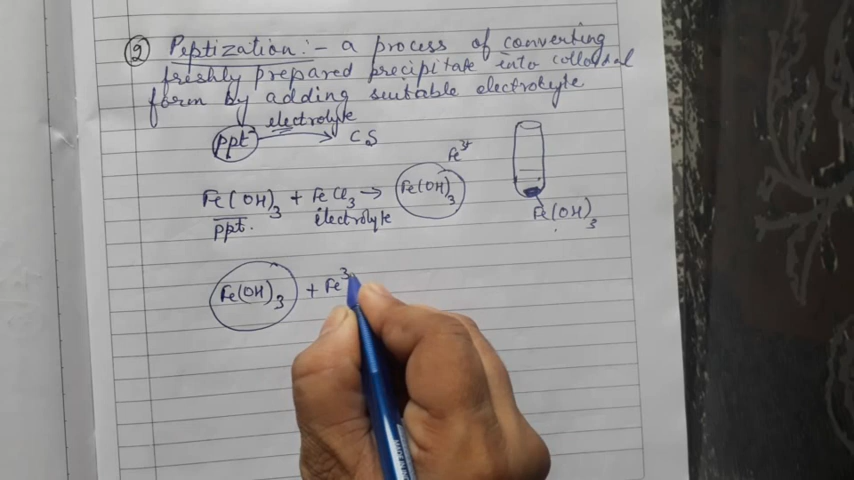 ② Peptization :- a process of converting
freshly prepared precipitate into colloidal
form by adding suitable electrolyte
ppt electrolyte → CS
Fe(OH)3 + FeCl3 → Fe(OH)3 Fe3+
ppt. electrolyte
Fe(OH)3
Fe(OH)3 + Fe3